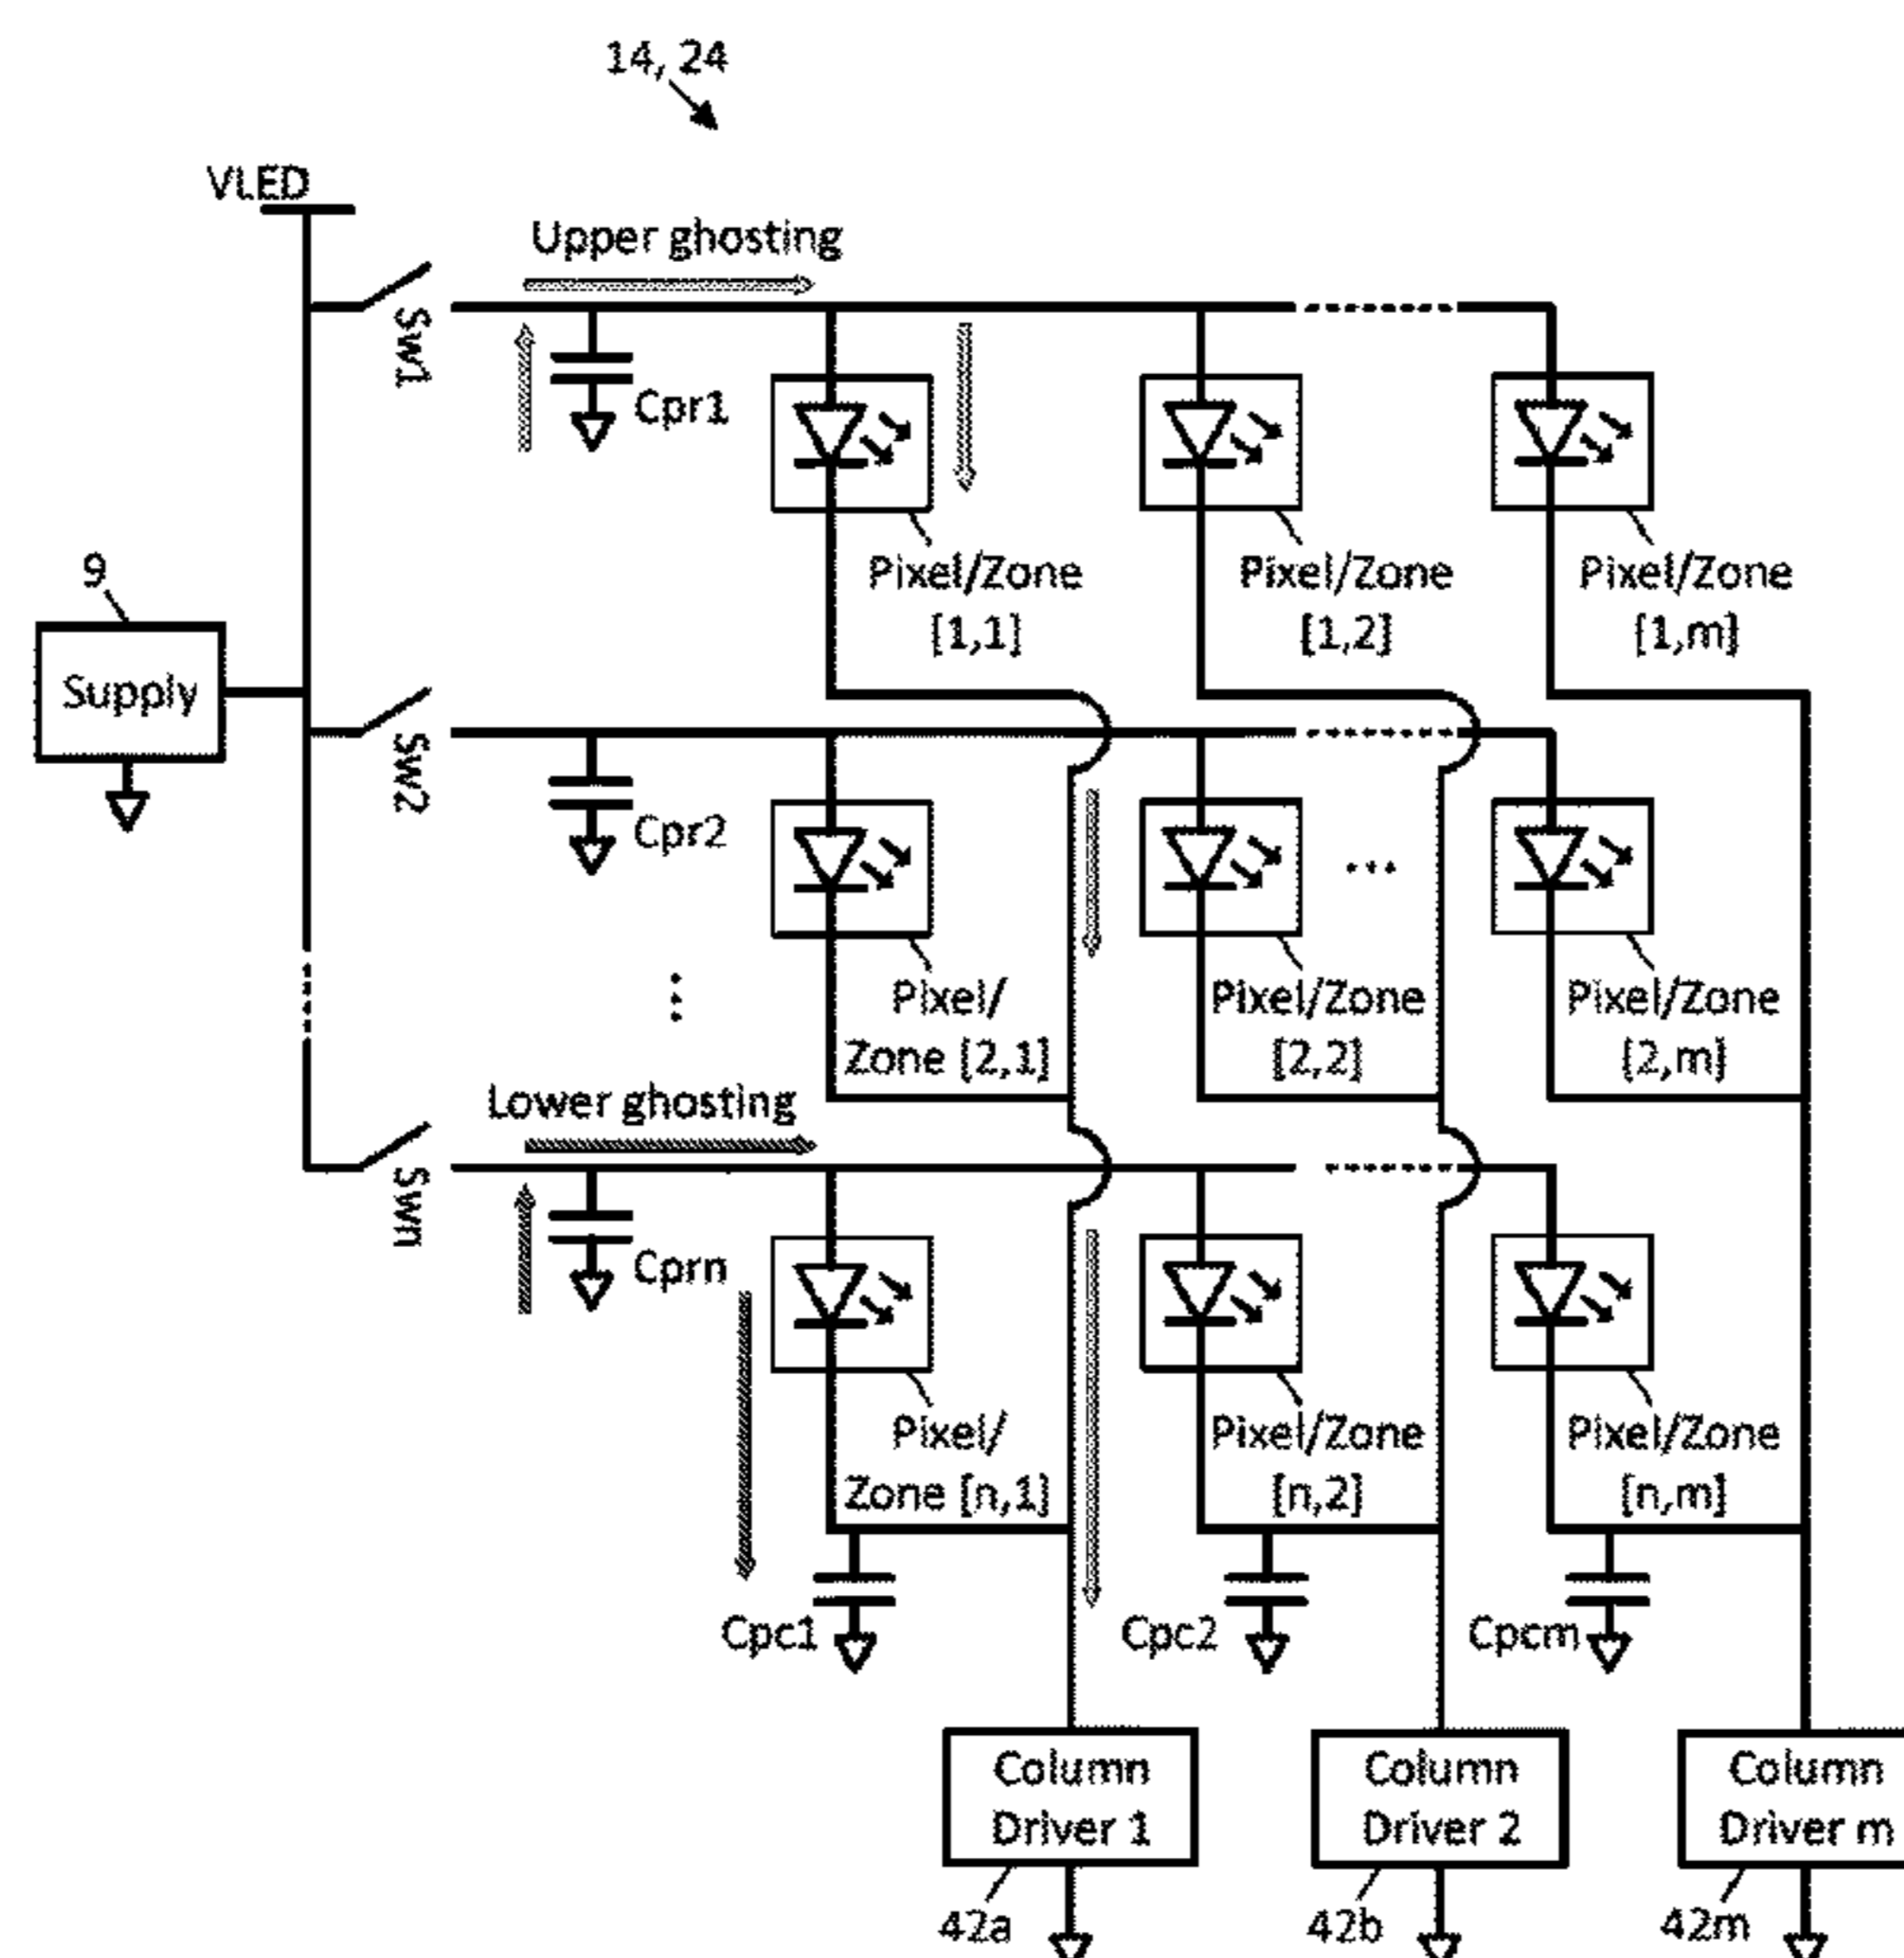 14, 24
VLED
Upper ghosting
Sw1
Cpr1
Pixel/Zone
[1,1]
Pixel/Zone
[1,2]
Pixel/Zone
[1,m]
9
Supply
Sw2
Cpr2
Pixel/
Zone [2,1]
Pixel/Zone
[2,2]
...
Pixel/Zone
[2,m]
...
Lower ghosting
Swn
Cprn
Pixel/
Zone [n,1]
Pixel/Zone
[n,2]
Pixel/Zone
[n,m]
Cpc1
Cpc2
Cpcm
Column
Driver 1
Column
Driver 2
Column
Driver m
42a
42b
42m